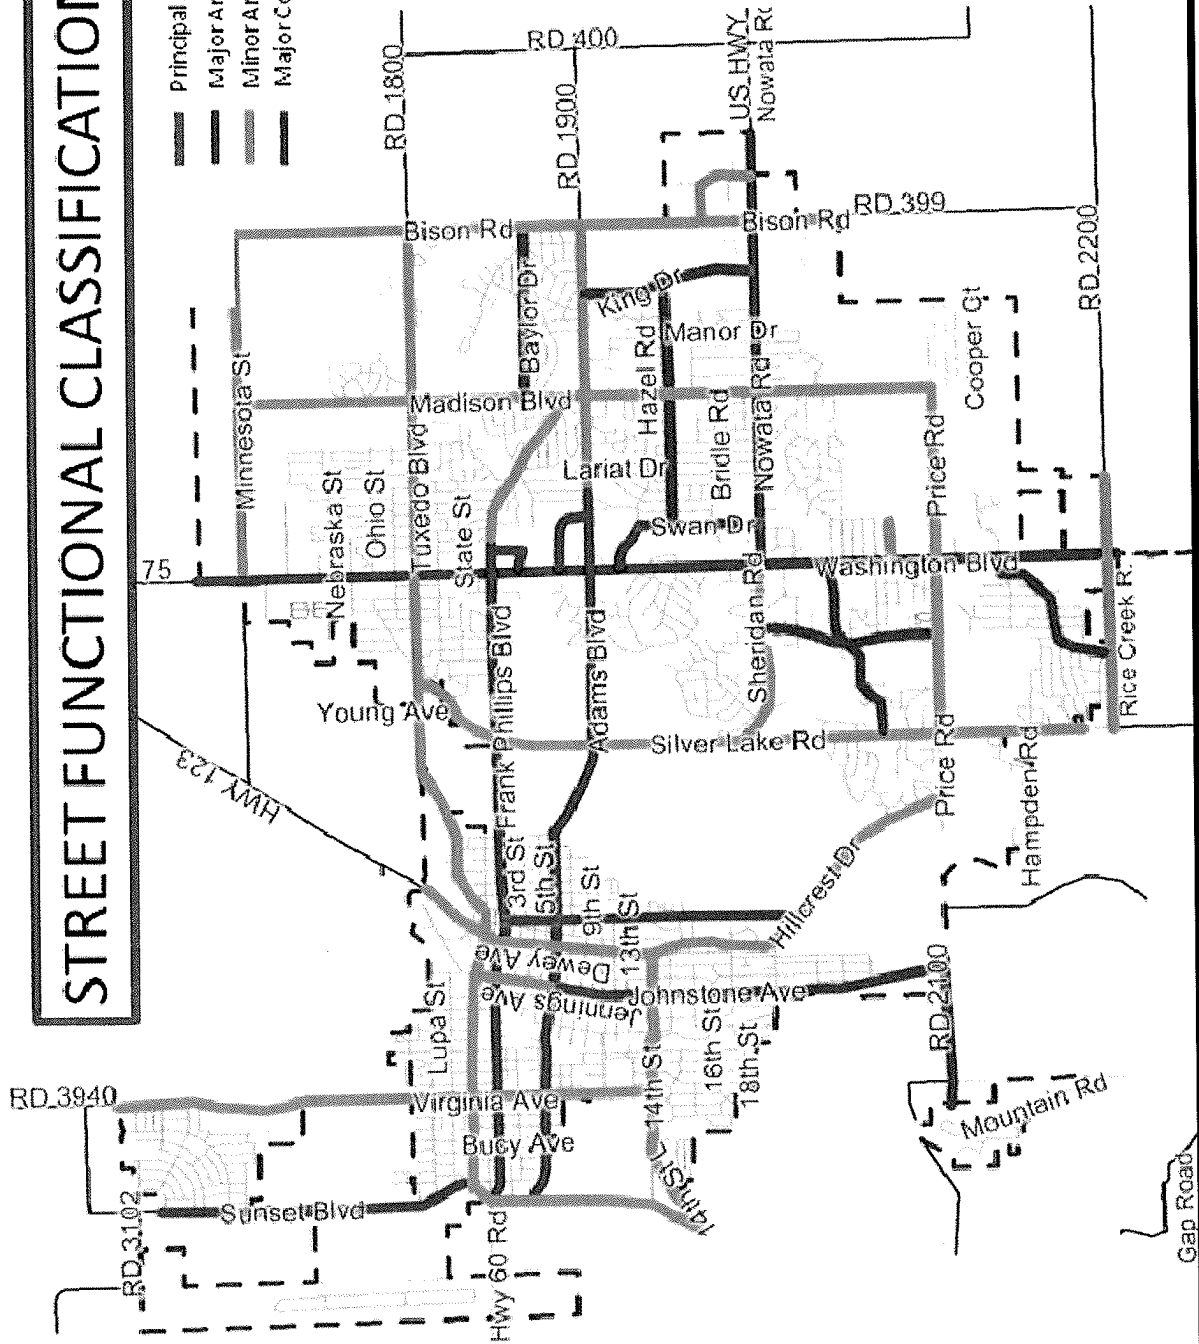 STREET FUNCTIONAL CLASSIFICATION
Principal
Major Ar
Minor Ar
Major Co
RD 400
US HWY
Nowata Rd
RD 1800
RD 1900
RD 399
RD 2200
Bison Rd
Bison Rd
Baylor Dr
King Dr
Manor Dr
Hazel Rd
Cooper Ct
Minnesota St
Madison Blvd
Bridle Rd
Nowata Rd
Price Rd
Nebraska St
Ohio St
Tuxedo Blvd
State St
Lariat Dr
Swan Dr
75
Washington Blvd
Sheridan Rd
Rice Creek R.
Young Ave
Frank Phillips Blvd
Adams Blvd
Silver Lake Rd
Price Rd
Hampden Rd
HWY 123
3rd St
5th St
9th St
13th St
Hillcrest Dr
Dewey Ave
Jennings Ave
Johnstone Ave
RD 2100
Lupa St
14th St
16th St
18th St
RD 3940
Virginia Ave
Bucy Ave
Mountain Rd
14th St L
Sunset Blvd
RD 3102
Hwy 60 Rd
Gap Road